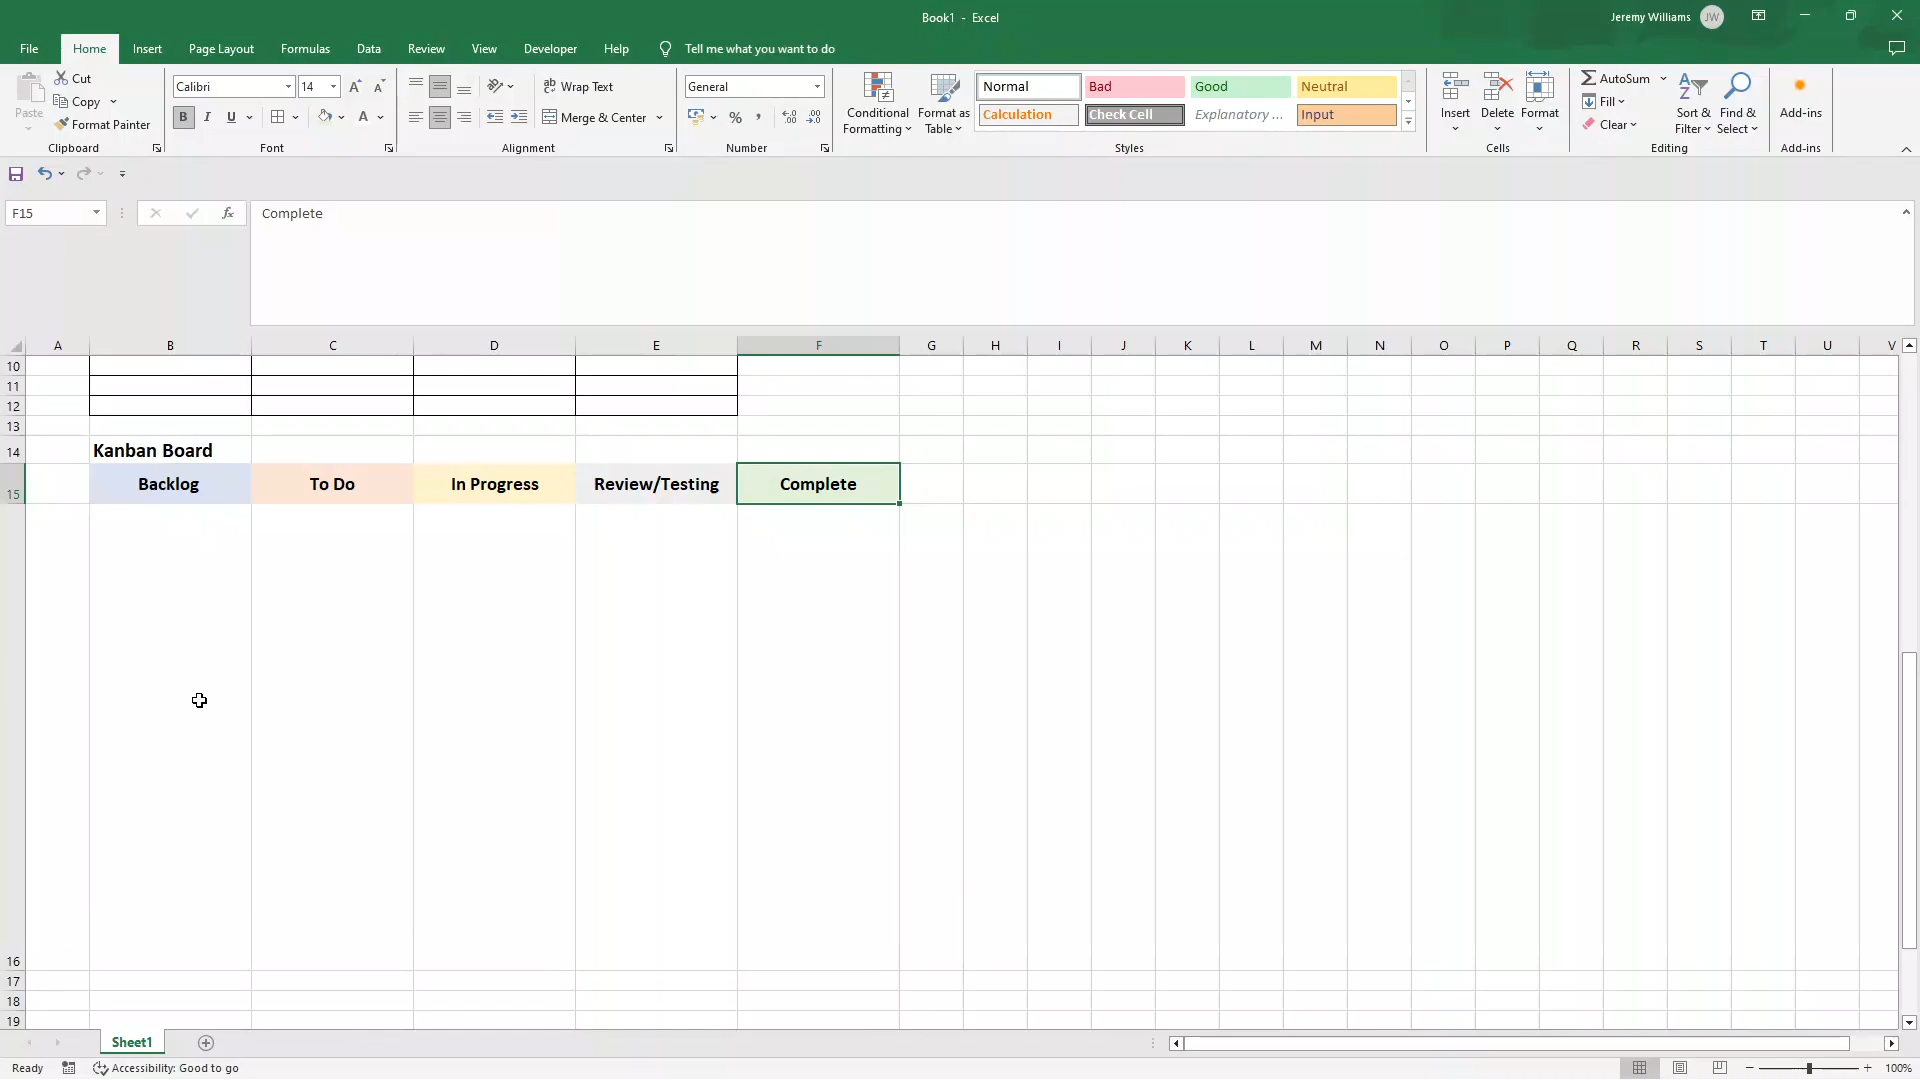 Book1 - Excel
Jeremy Williams
JW
File
Home
Insert
Page Layout
Formulas
Data
Review
View
Developer
Help
Tell me what you want to do
Paste
Cut
Copy
Format Painter
Clipboard
Calibri
14
B I U
Font
Wrap Text
Merge & Center
Alignment
General
Number
Conditional
Formatting
Format as
Table
Normal
Bad
Good
Neutral
Calculation
Check Cell
Explanatory ...
Input
Styles
Insert
Delete
Format
Cells
AutoSum
Fill
Clear
Sort &
Filter
Find &
Select
Editing
Add-ins
Add-ins
F15
fx
Complete
A B C D E F G H I J K L M N O P Q R S T U V
10
11
12
13
14 Kanban Board
15 Backlog To Do In Progress Review/Testing Complete
16
17
18
19
Sheet1
Ready
Accessibility: Good to go
100%